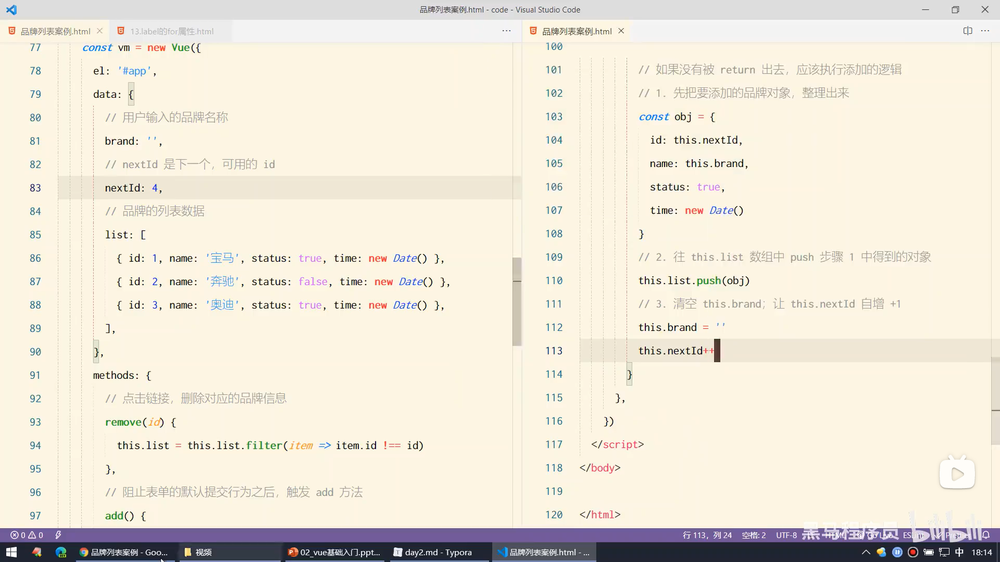 品牌列表案例.html - code - Visual Studio Code
品牌列表案例.html
13.label的for属性.html
品牌列表案例.html
77 const vm = new Vue({
78 el: '#app',
79 data: {
80 // 用户输入的品牌名称
81 brand: '',
82 // nextId 是下一个，可用的 id
83 nextId: 4,
84 // 品牌的列表数据
85 list: [
86 { id: 1, name: '宝马', status: true, time: new Date() },
87 { id: 2, name: '奔驰', status: false, time: new Date() },
88 { id: 3, name: '奥迪', status: true, time: new Date() },
89 ],
90 },
91 methods: {
92 // 点击链接，删除对应的品牌信息
93 remove(id) {
94 this.list = this.list.filter(item => item.id !== id)
95 },
96 // 阻止表单的默认提交行为之后，触发 add 方法
97 add() {
100
101 // 如果没有被 return 出去，应该执行添加的逻辑
102 // 1. 先把要添加的品牌对象，整理出来
103 const obj = {
104 id: this.nextId,
105 name: this.brand,
106 status: true,
107 time: new Date()
108 }
109 // 2. 往 this.list 数组中 push 步骤 1 中得到的对象
110 this.list.push(obj)
111 // 3. 清空 this.brand；让 this.nextId 自增 +1
112 this.brand = ''
113 this.nextId++
114 }
115 },
116 })
117 </script>
118 </body>
119
120 </html>
黑马程序员 bilibili
0 0
行 113，列 24 空格: 2 UTF-8 LF HTML Go Live ESLint Prettier
品牌列表案例 - Goo...
视频
02_vue基础入门.ppt...
day2.md - Typora
品牌列表案例.html - ...
中 18:14